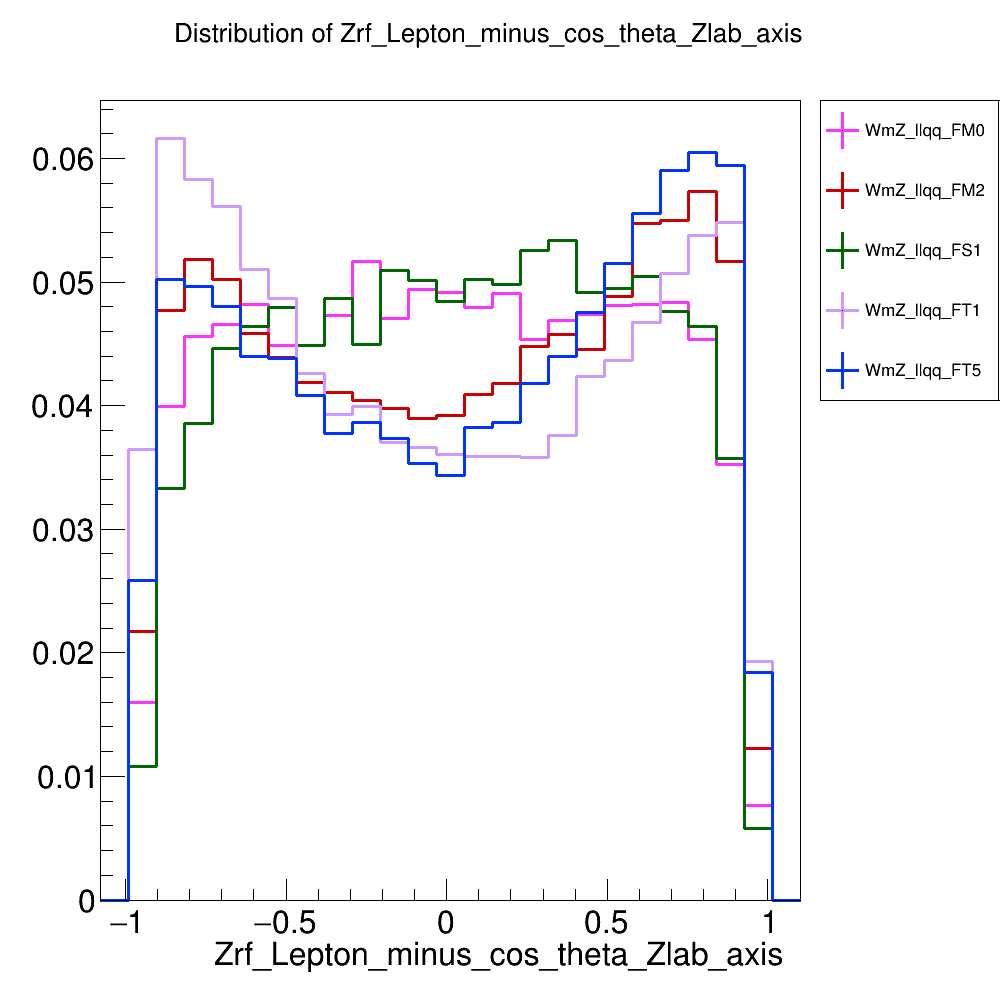 Distribution of Zrf_Lepton_minus_cos_theta_Zlab_axis
WmZ_llqq_FM0
WmZ_llqq_FM2
WmZ_llqq_FS1
WmZ_llqq_FT1
WmZ_llqq_FT5
0.06
0.05
0.04
0.03
0.02
0.01
0
−1 −0.5 0 0.5 1
Zrf_Lepton_minus_cos_theta_Zlab_axis